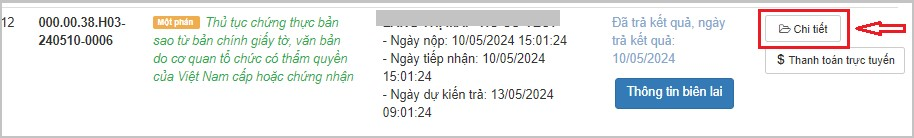 12
000.00.38.H03-
240510-0006
Một phần Thủ tục chứng thực bản
sao từ bản chính giấy tờ, văn bản
do cơ quan tổ chức có thẩm quyền
của Việt Nam cấp hoặc chứng nhận
- Ngày nộp: 10/05/2024 15:01:24
- Ngày tiếp nhận: 10/05/2024
15:01:24
- Ngày dự kiến trả: 13/05/2024
09:01:24
Đã trả kết quả, ngày
trả kết quả:
10/05/2024
Thông tin biên lai
Chi tiết
$ Thanh toán trực tuyến